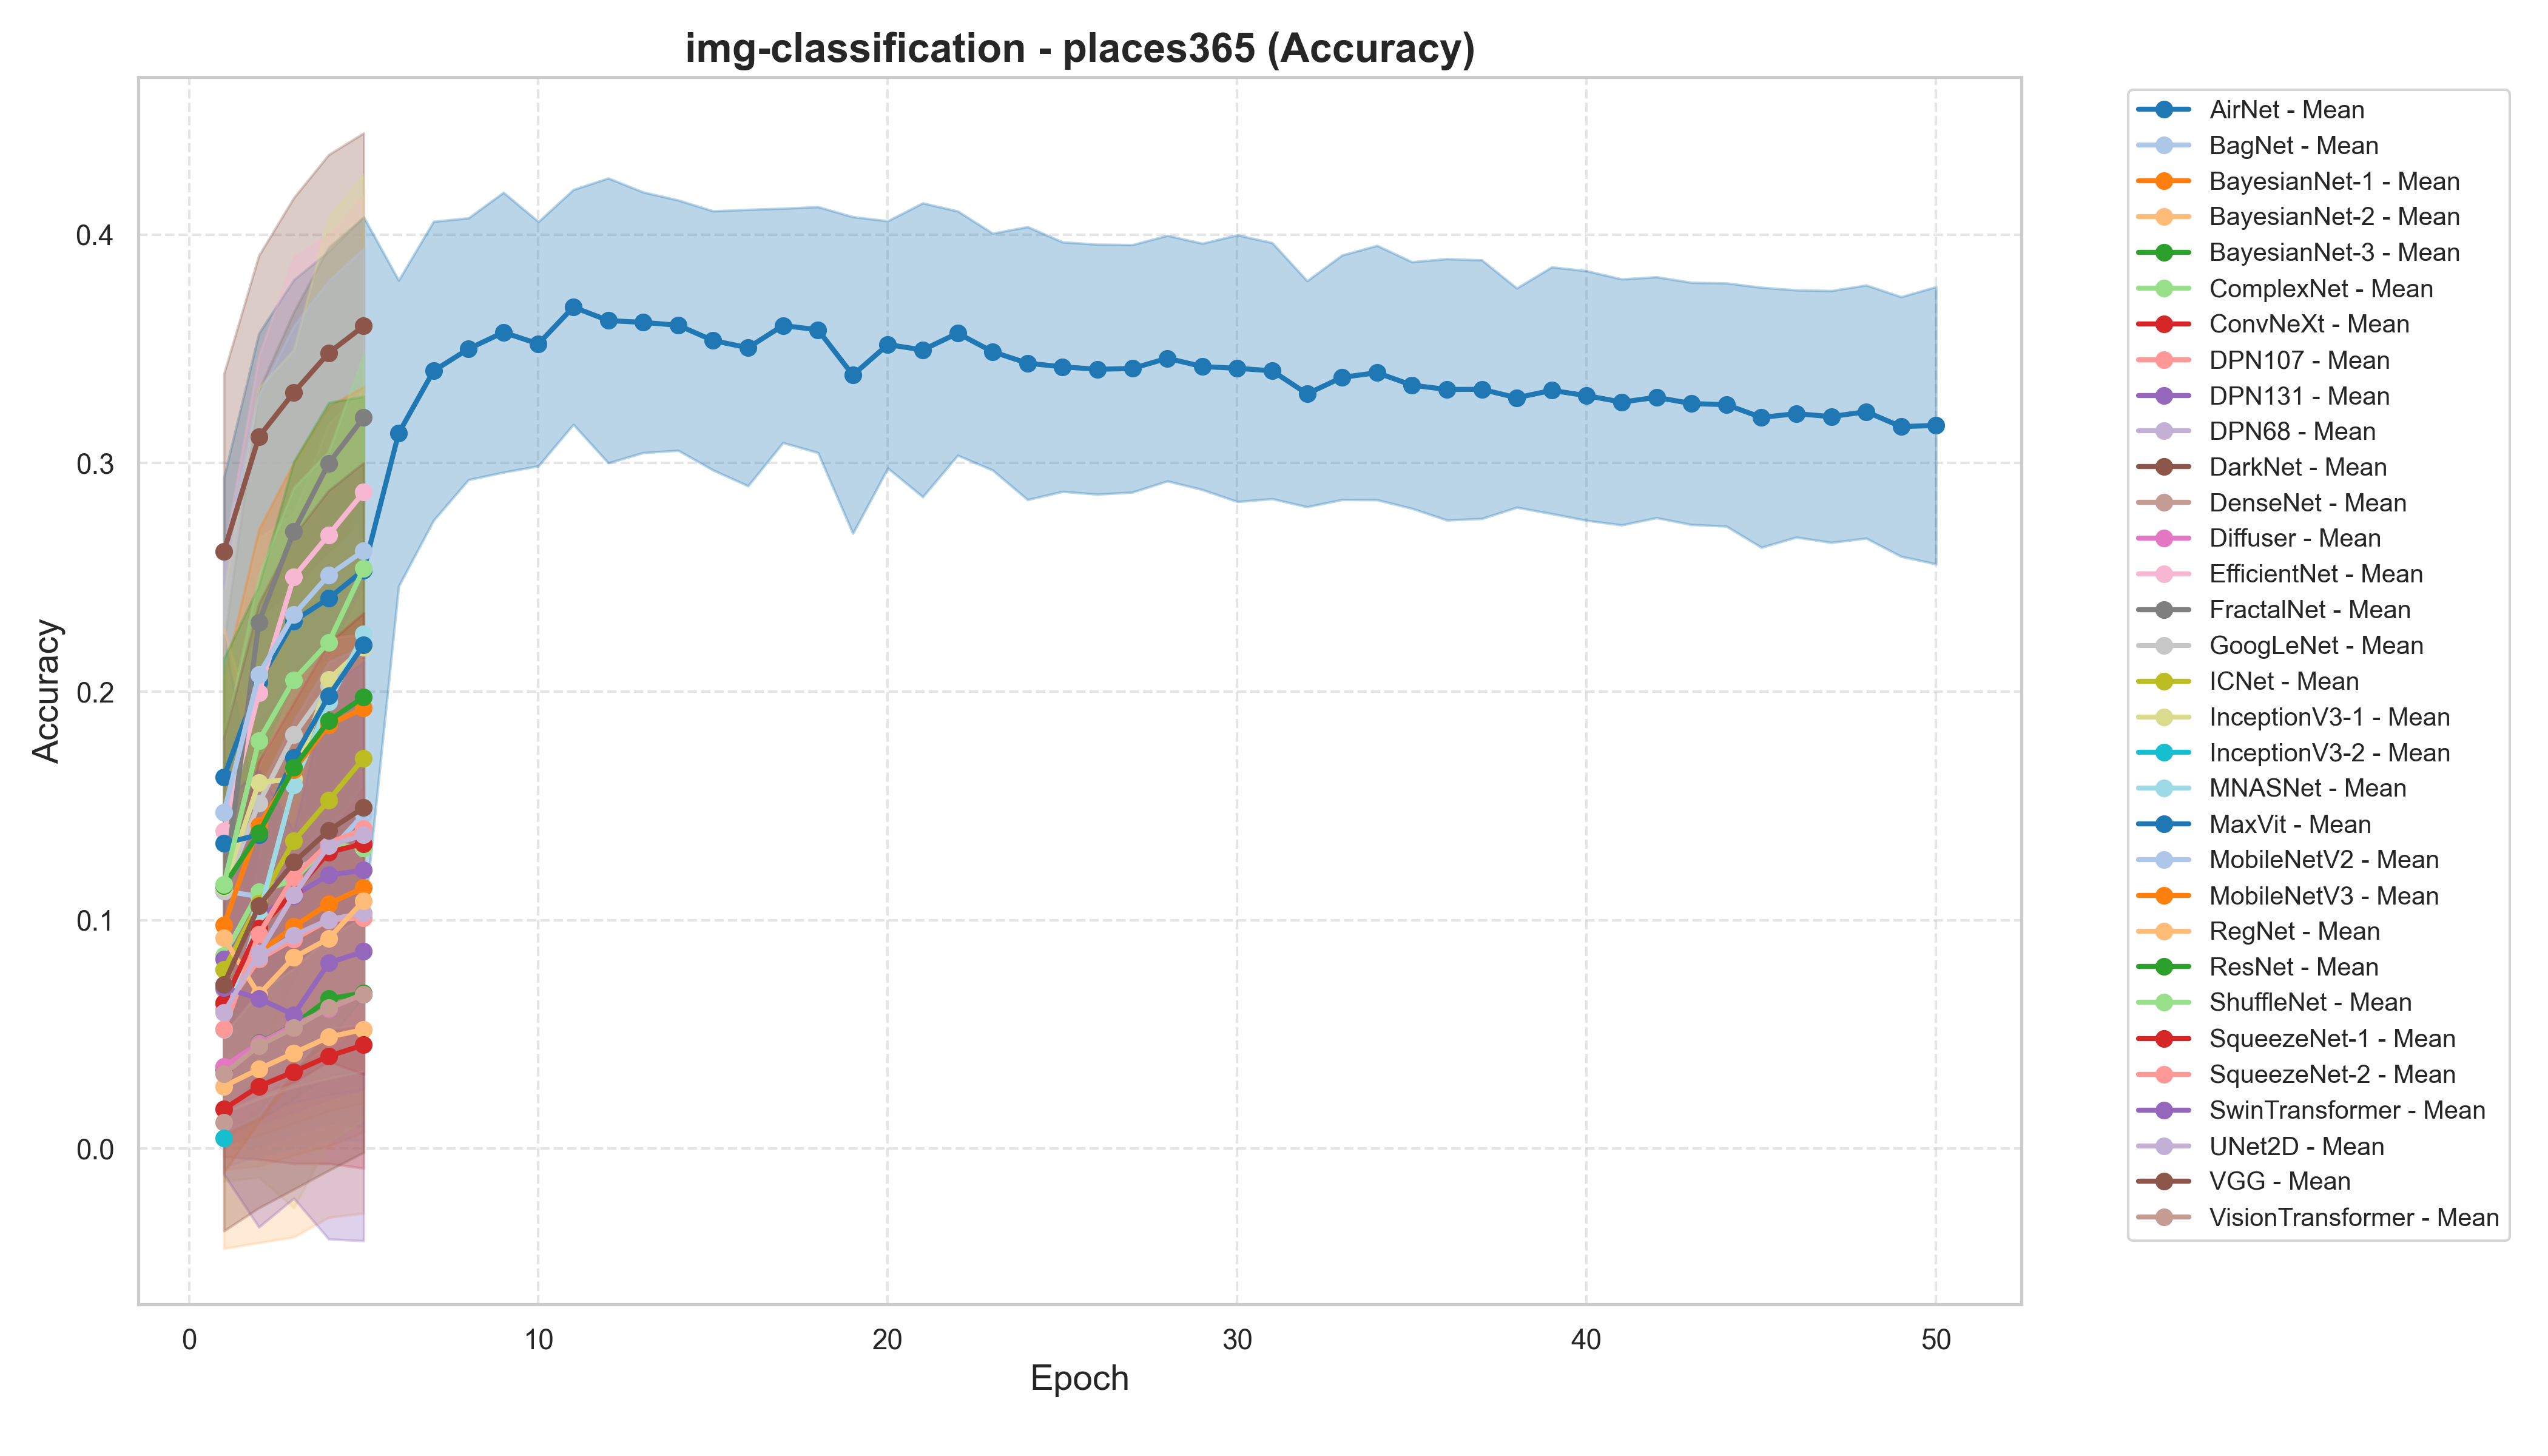 img-classification - places365 (Accuracy)
Accuracy
0.4
0.3
0.2
0.1
0.0
0
10
20
30
40
50
Epoch
AirNet - Mean
BagNet - Mean
BayesianNet-1 - Mean
BayesianNet-2 - Mean
BayesianNet-3 - Mean
ComplexNet - Mean
ConvNeXt - Mean
DPN107 - Mean
DPN131 - Mean
DPN68 - Mean
DarkNet - Mean
DenseNet - Mean
Diffuser - Mean
EfficientNet - Mean
FractalNet - Mean
GoogLeNet - Mean
ICNet - Mean
InceptionV3-1 - Mean
InceptionV3-2 - Mean
MNASNet - Mean
MaxVit - Mean
MobileNetV2 - Mean
MobileNetV3 - Mean
RegNet - Mean
ResNet - Mean
ShuffleNet - Mean
SqueezeNet-1 - Mean
SqueezeNet-2 - Mean
SwinTransformer - Mean
UNet2D - Mean
VGG - Mean
VisionTransformer - Mean